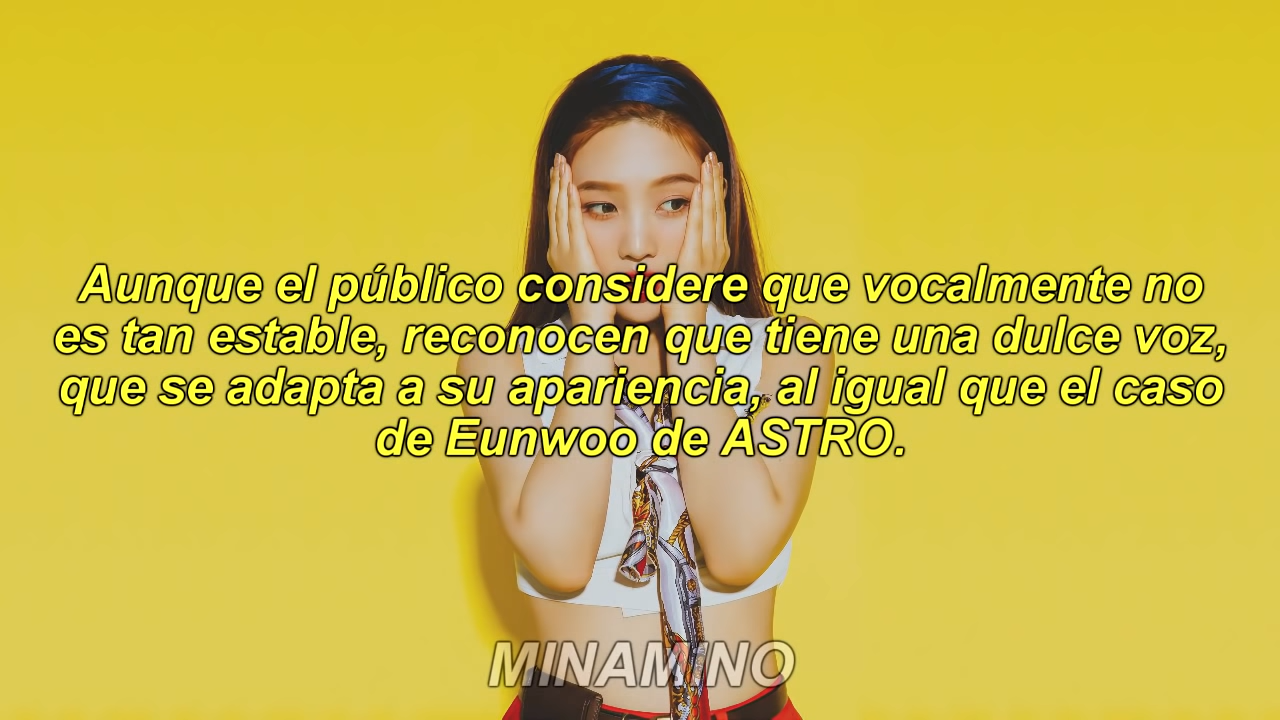 Aunque el público considere que vocalmente no
es tan estable, reconocen que tiene una dulce voz,
que se adapta a su apariencia, al igual que el caso
de Eunwoo de ASTRO.
MINAMINO